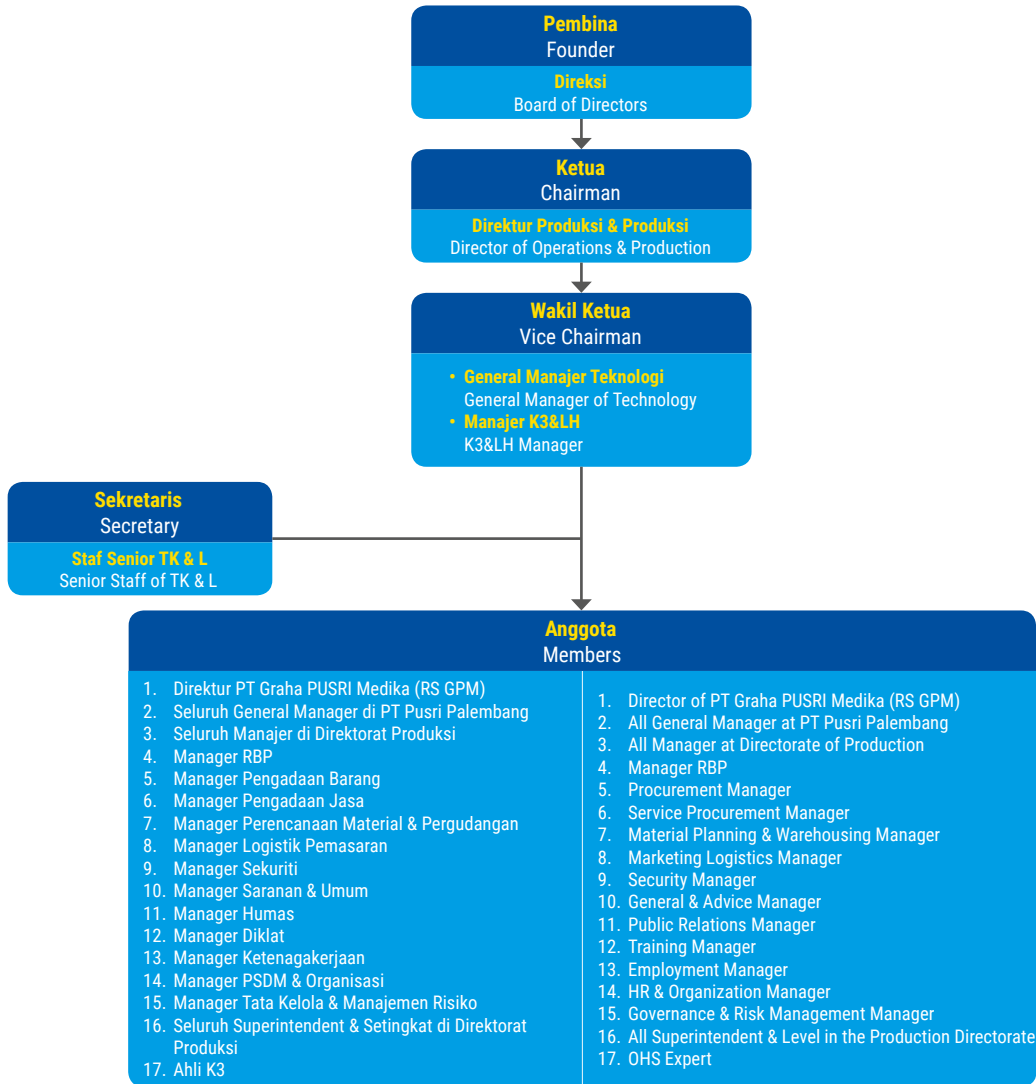 Pembina
Founder
Direksi
Board of Directors
Ketua
Chairman
Direktur Produksi & Produksi
Director of Operations & Production
Wakil Ketua
Vice Chairman
• General Manajer Teknologi
General Manager of Technology
• Manajer K3&LH
K3&LH Manager
Sekretaris
Secretary
Staf Senior TK & L
Senior Staff of TK & L
Anggota
Members
1. Direktur PT Graha PUSRI Medika (RS GPM)
2. Seluruh General Manager di PT Pusri Palembang
3. Seluruh Manajer di Direktorat Produksi
4. Manager RBP
5. Manager Pengadaan Barang
6. Manager Pengadaan Jasa
7. Manager Perencanaan Material & Pergudangan
8. Manager Logistik Pemasaran
9. Manager Sekuriti
10. Manager Saranan & Umum
11. Manager Humas
12. Manager Diklat
13. Manager Ketenagakerjaan
14. Manager PSDM & Organisasi
15. Manager Tata Kelola & Manajemen Risiko
16. Seluruh Superintendent & Setingkat di Direktorat
Produksi
17. Ahli K3
1. Director of PT Graha PUSRI Medika (RS GPM)
2. All General Manager at PT Pusri Palembang
3. All Manager at Directorate of Production
4. Manager RBP
5. Procurement Manager
6. Service Procurement Manager
7. Material Planning & Warehousing Manager
8. Marketing Logistics Manager
9. Security Manager
10. General & Advice Manager
11. Public Relations Manager
12. Training Manager
13. Employment Manager
14. HR & Organization Manager
15. Governance & Risk Management Manager
16. All Superintendent & Level in the Production Directorate
17. OHS Expert